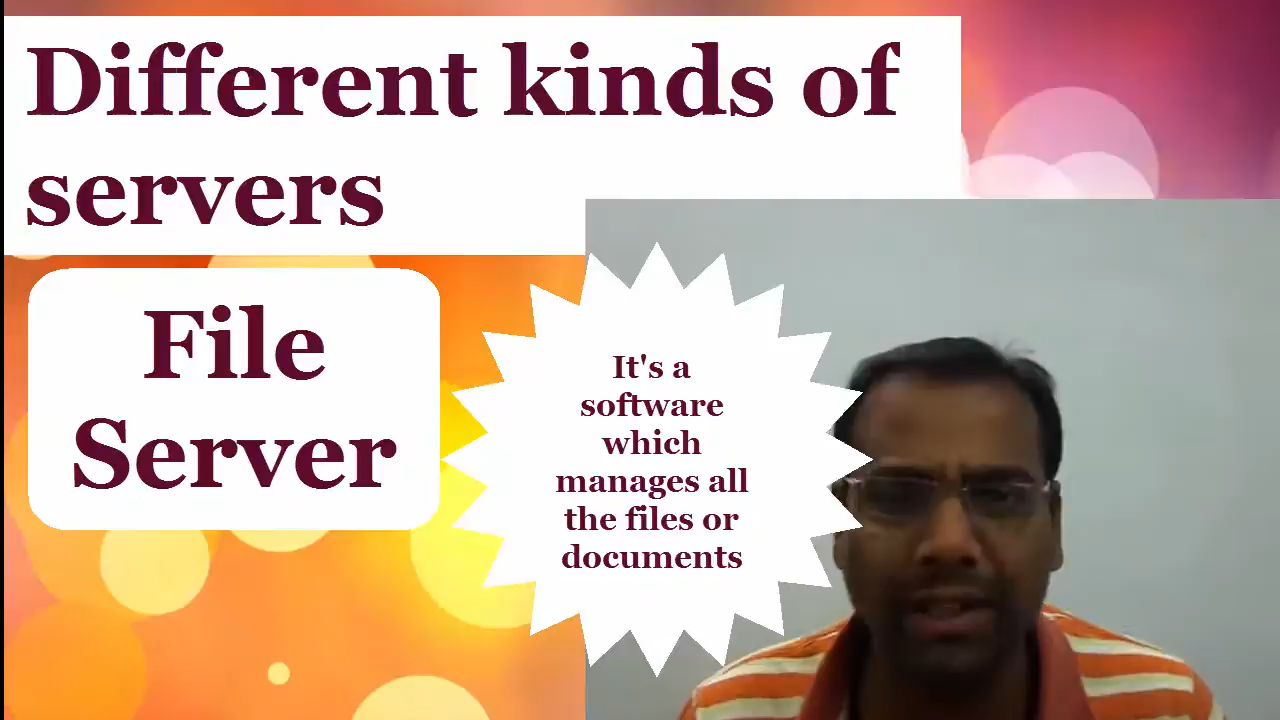 Different kinds of
servers
File
Server
It's a
software
which
manages all
the files or
documents